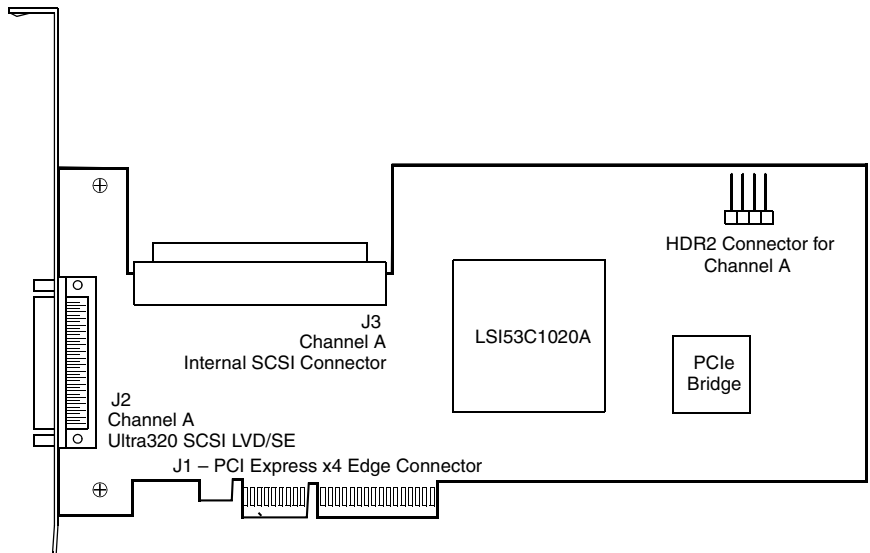 HDR2 Connector for
Channel A
J3
Channel A
Internal SCSI Connector
LSI53C1020A
PCIe
Bridge
J2
Channel A
Ultra320 SCSI LVD/SE
J1 – PCI Express x4 Edge Connector